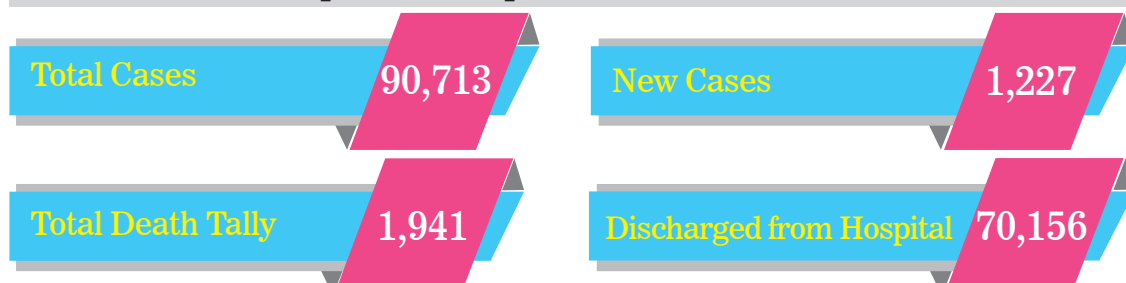 Total Cases 90,713
New Cases 1,227
Total Death Tally 1,941
Discharged from Hospital 70,156